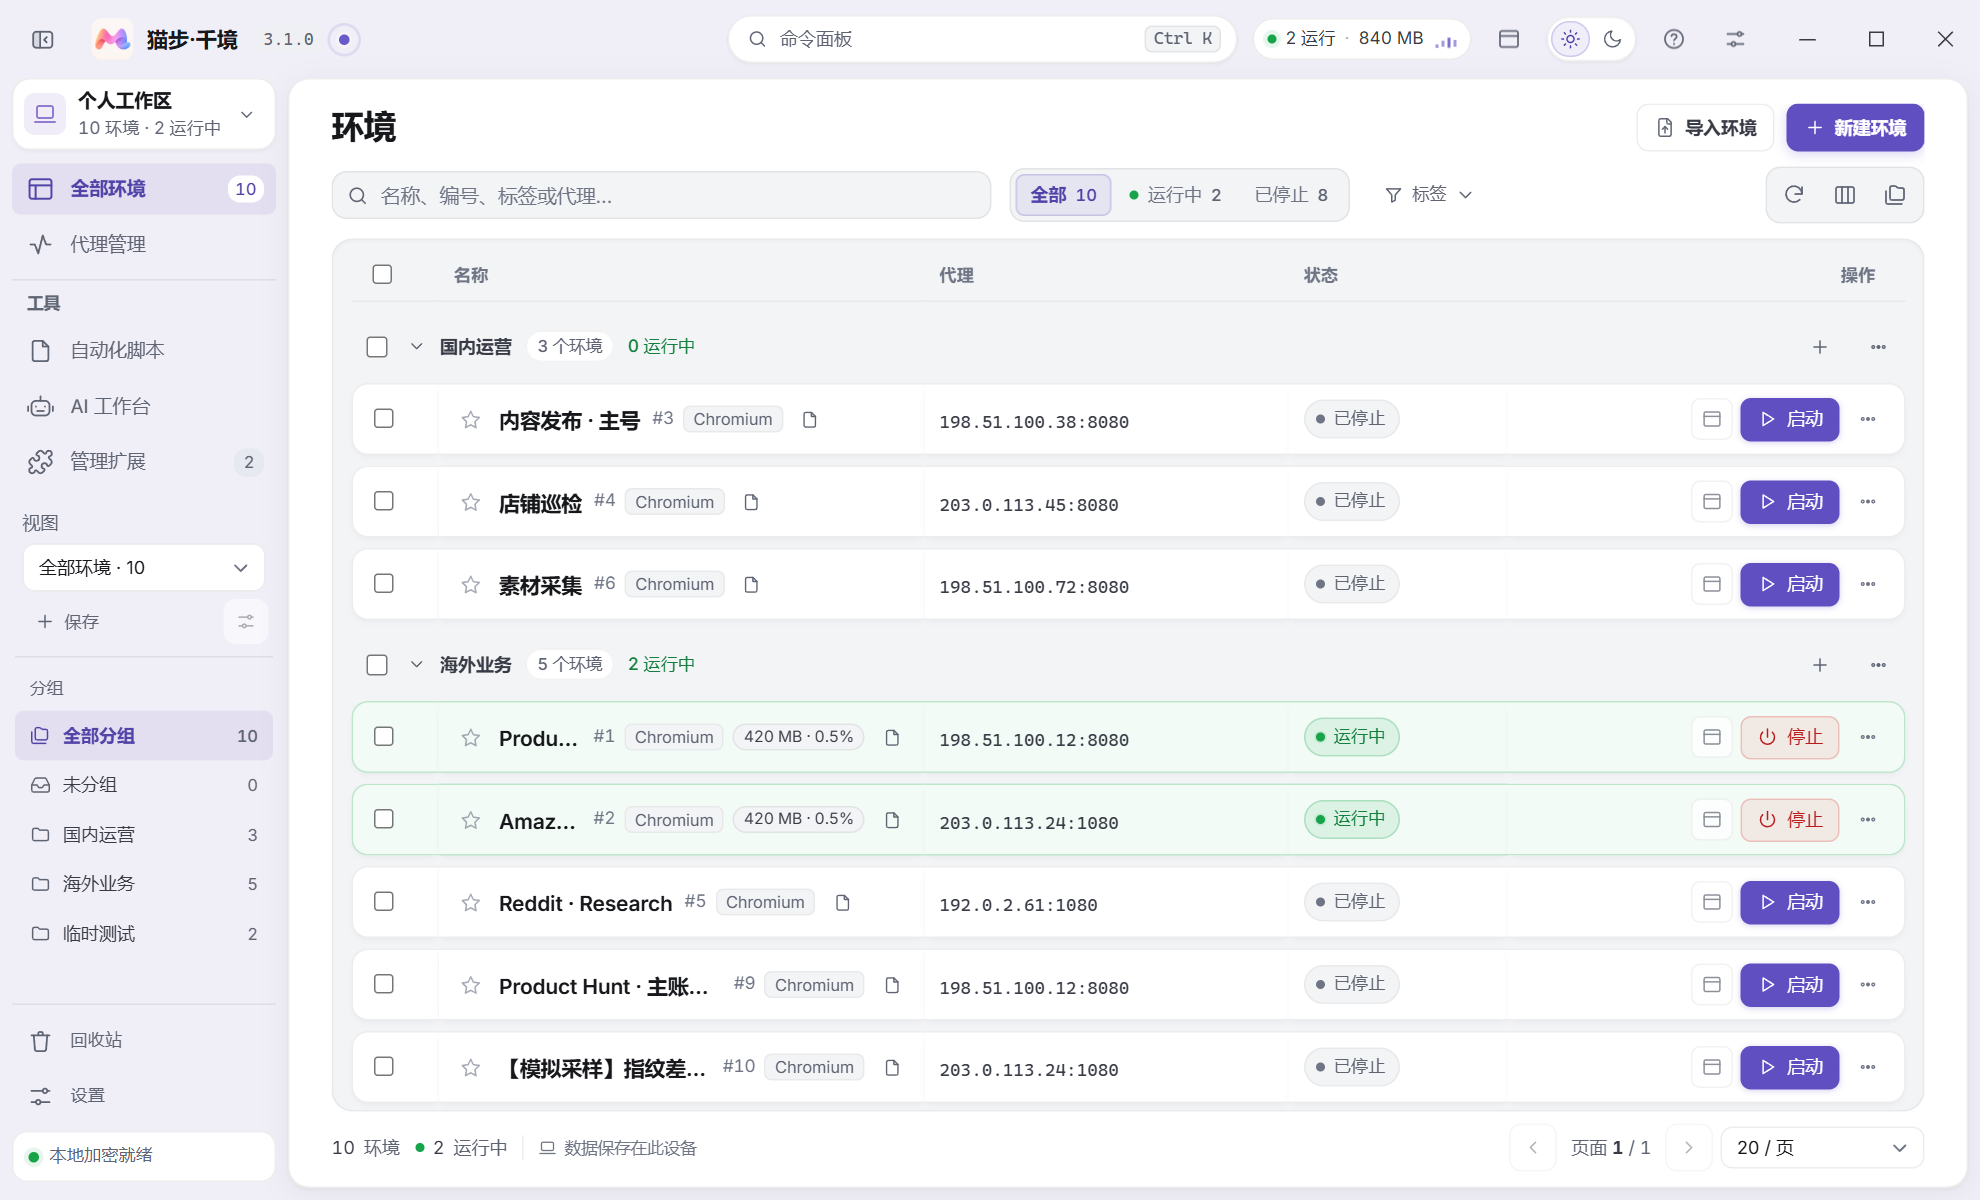 猫步·千境 3.1.0
命令面板 Ctrl K
2 运行 · 840 MB
个人工作区
10 环境 · 2 运行中
全部环境 10
代理管理
工具
自动化脚本
AI 工作台
管理扩展 2
视图
全部环境 · 10
保存
分组
全部分组 10
未分组 0
国内运营 3
海外业务 5
临时测试 2
回收站
设置
本地加密就绪
环境
导入环境
新建环境
名称、编号、标签或代理...
全部 10
运行中 2
已停止 8
标签
名称 代理 状态 操作
国内运营 3 个环境 0 运行中
内容发布 · 主号 #3 Chromium 198.51.100.38:8080 已停止 启动
店铺巡检 #4 Chromium 203.0.113.45:8080 已停止 启动
素材采集 #6 Chromium 198.51.100.72:8080 已停止 启动
海外业务 5 个环境 2 运行中
Produ... #1 Chromium 420 MB · 0.5% 198.51.100.12:8080 运行中 停止
Amaz... #2 Chromium 420 MB · 0.5% 203.0.113.24:1080 运行中 停止
Reddit · Research #5 Chromium 192.0.2.61:1080 已停止 启动
Product Hunt · 主账... #9 Chromium 198.51.100.12:8080 已停止 启动
【模拟采样】指纹差... #10 Chromium 203.0.113.24:1080 已停止 启动
10 环境 2 运行中 数据保存在此设备
页面 1 / 1
20 / 页